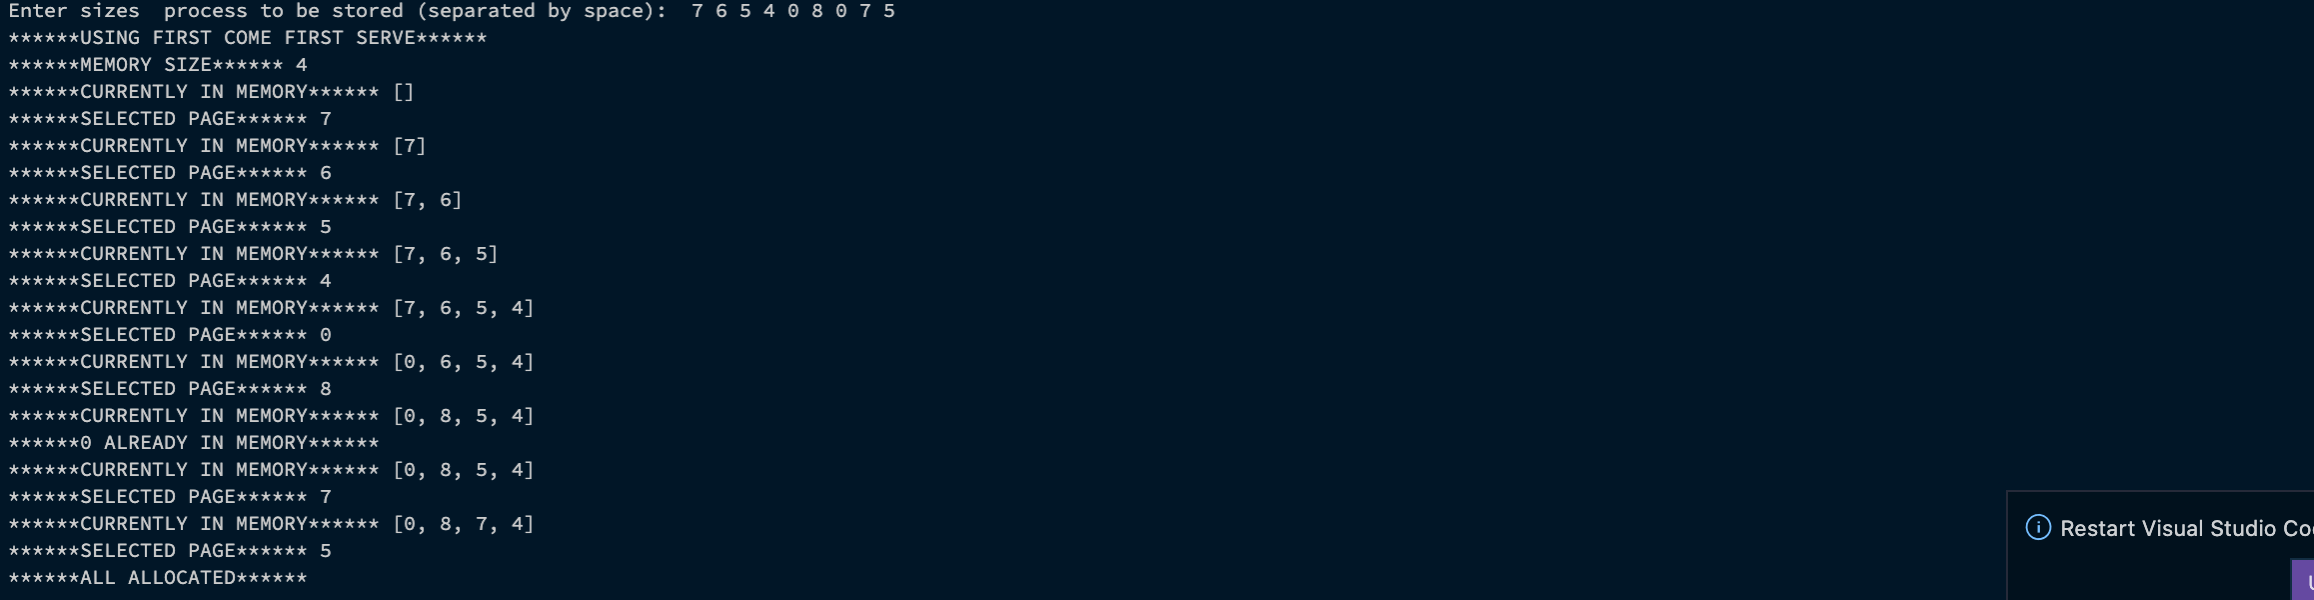 Enter sizes  process to be stored (separated by space):  7 6 5 4 0 8 0 7 5
******USING FIRST COME FIRST SERVE******
******MEMORY SIZE****** 4
******CURRENTLY IN MEMORY****** []
******SELECTED PAGE****** 7
******CURRENTLY IN MEMORY****** [7]
******SELECTED PAGE****** 6
******CURRENTLY IN MEMORY****** [7, 6]
******SELECTED PAGE****** 5
******CURRENTLY IN MEMORY****** [7, 6, 5]
******SELECTED PAGE****** 4
******CURRENTLY IN MEMORY****** [7, 6, 5, 4]
******SELECTED PAGE****** 0
******CURRENTLY IN MEMORY****** [0, 6, 5, 4]
******SELECTED PAGE****** 8
******CURRENTLY IN MEMORY****** [0, 8, 5, 4]
******0 ALREADY IN MEMORY******
******CURRENTLY IN MEMORY****** [0, 8, 5, 4]
******SELECTED PAGE****** 7
******CURRENTLY IN MEMORY****** [0, 8, 7, 4]
******SELECTED PAGE****** 5
******ALL ALLOCATED******
Restart Visual Studio